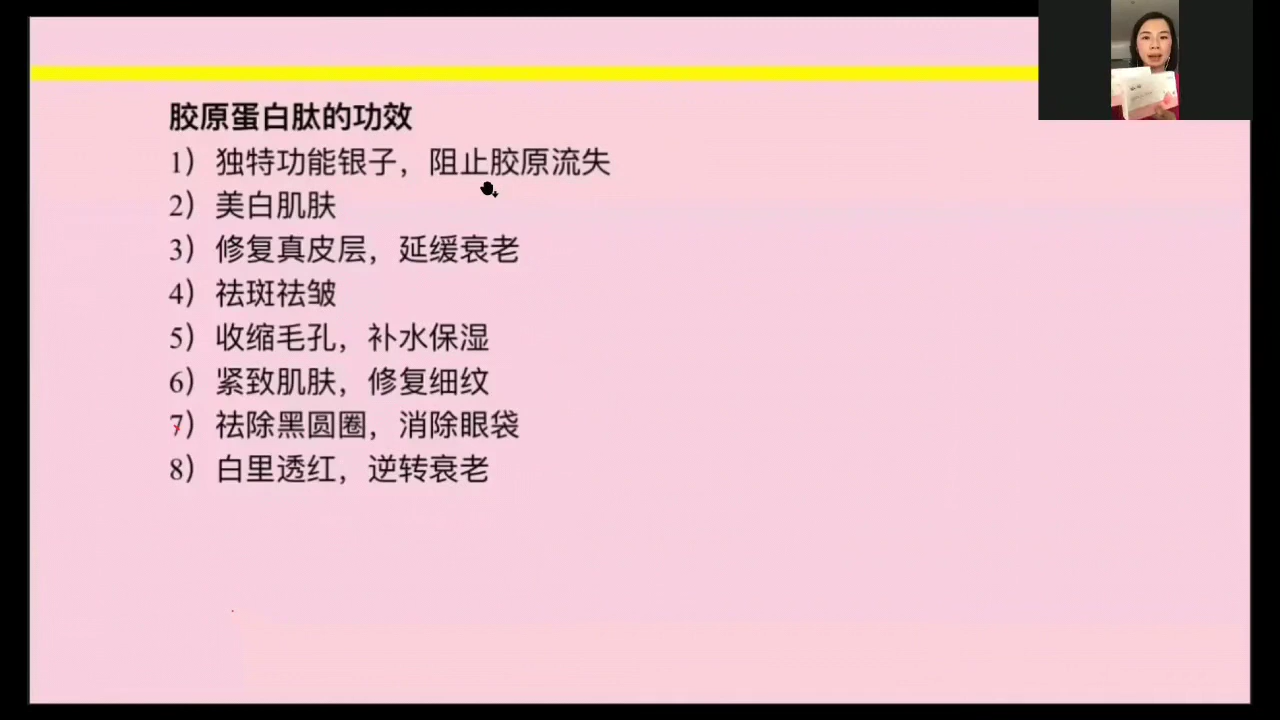 胶原蛋白肽的功效
1）独特功能银子，阻止胶原流失
2）美白肌肤
3）修复真皮层，延缓衰老
4）祛斑祛皱
5）收缩毛孔，补水保湿
6）紧致肌肤，修复细纹
7）祛除黑圆圈，消除眼袋
8）白里透红，逆转衰老